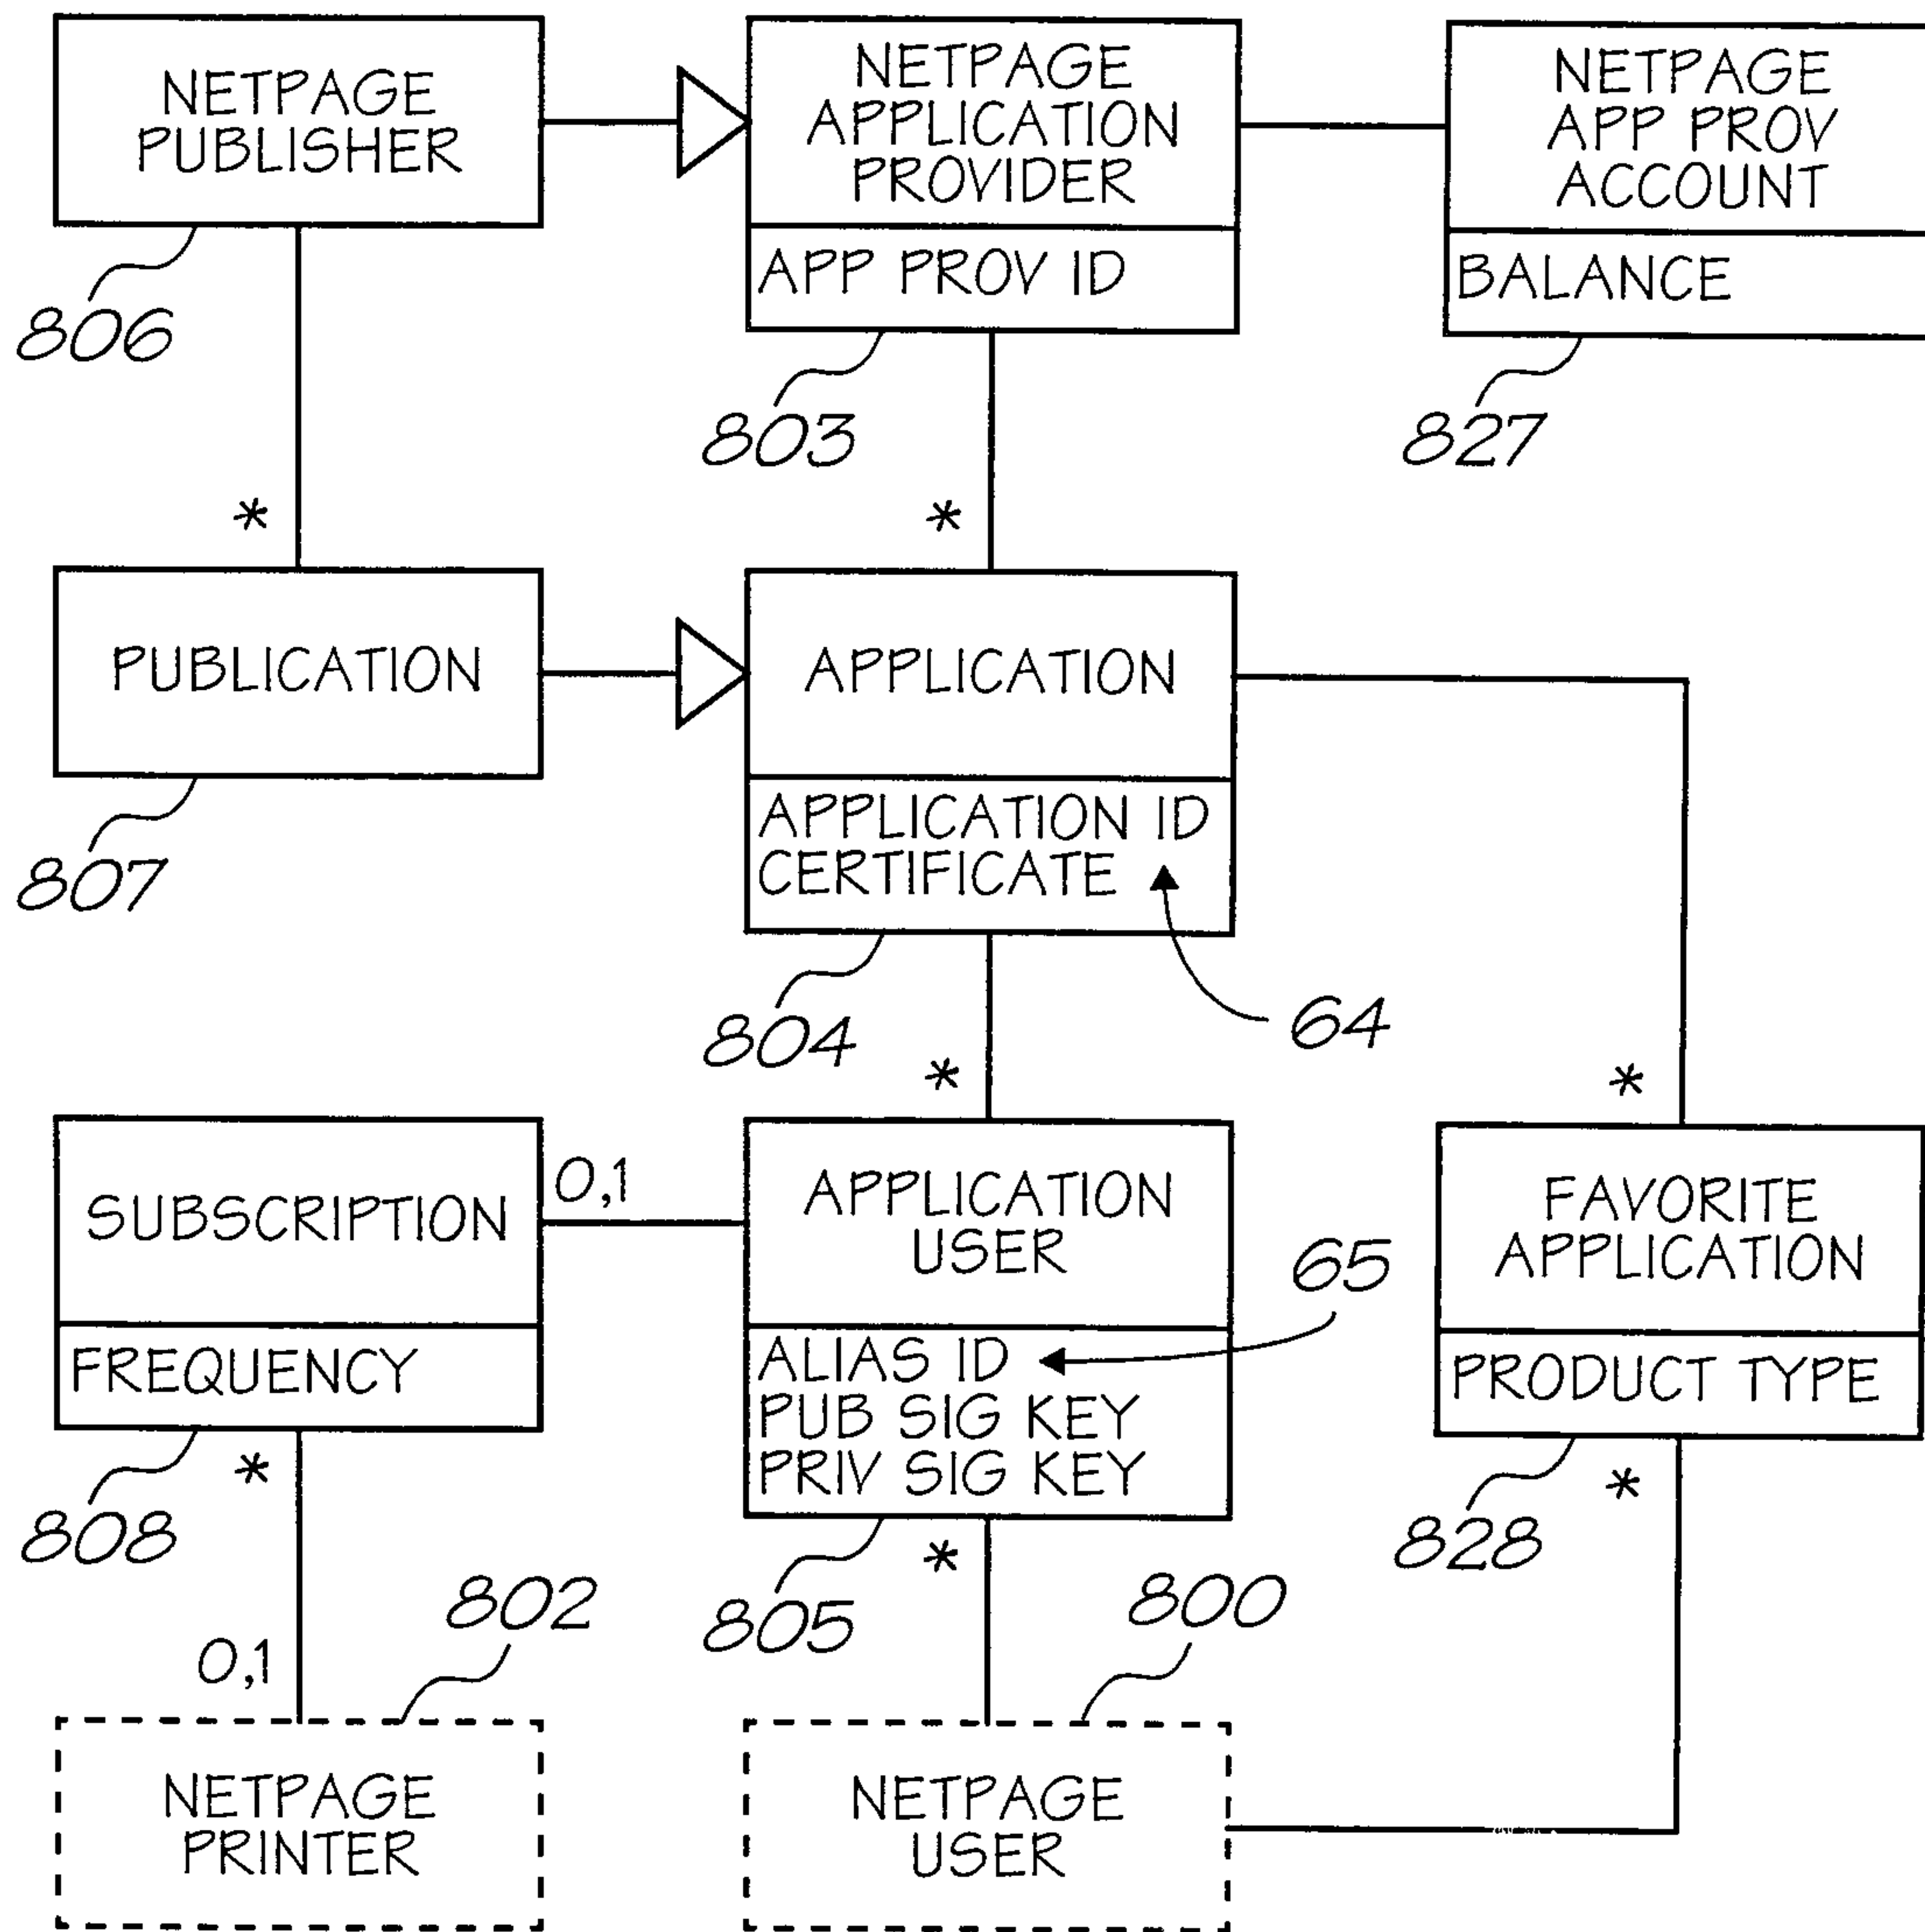 NETPAGE
PUBLISHER
NETPAGE
APPLICATION
PROVIDER
NETPAGE
APP PROV
ACCOUNT
APP PROV ID
BALANCE
806
803
827
*
*
PUBLICATION
APPLICATION
APPLICATION ID
CERTIFICATE
807
804
64
*
*
SUBSCRIPTION
0,1
APPLICATION
USER
FAVORITE
APPLICATION
65
FREQUENCY
ALIAS ID
PUB SIG KEY
PRIV SIG KEY
PRODUCT TYPE
*
*
808
828
*
802
805
800
0,1
NETPAGE
PRINTER
NETPAGE
USER